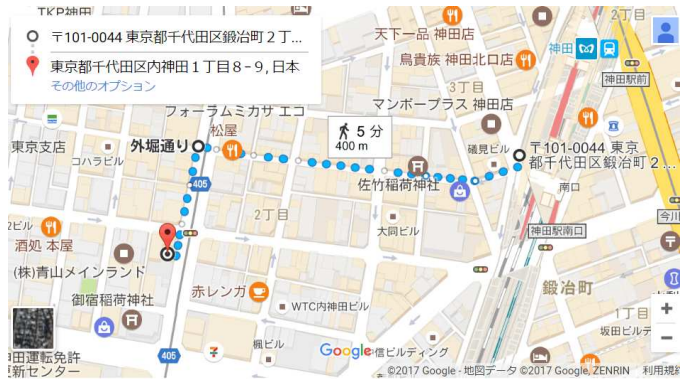 TKP神田
〒101-0044 東京都千代田区鍛冶町２丁...
東京都千代田区内神田１丁目８−９, 日本
その他のオプション
天下一品 神田店
2丁目
鳥貴族 神田北口店
神田
神田駅前
3丁目
フォーラムミカサ エコ
マンボープラス 神田店
松屋
5 分
400 m
東京支店
外堀通り
コハラビル
磯見ビル
〒101-0044 東京
都千代田区鍛冶町２...
405
佐竹稲荷神社
南口
2丁目
今川
酒処 本屋
大同ビル
神田駅南口
(株)青山メインランド
赤レンガ
鍛冶町
御宿稲荷神社
WTC内神田ビル
1丁目
坂田ビルデ
楓ビル
405
Google
信ビルディング
田運転免許
更新センター
©2017 Google - 地図データ ©2017 Google, ZENRIN
利用規約